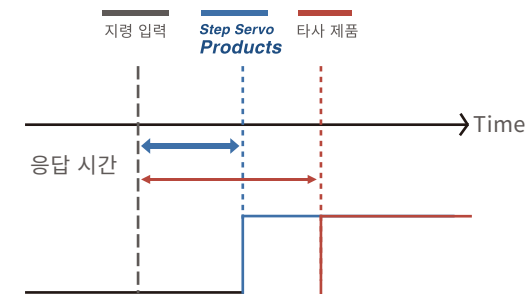 지령 입력
Step Servo
Products
타사 제품
Time
응답 시간